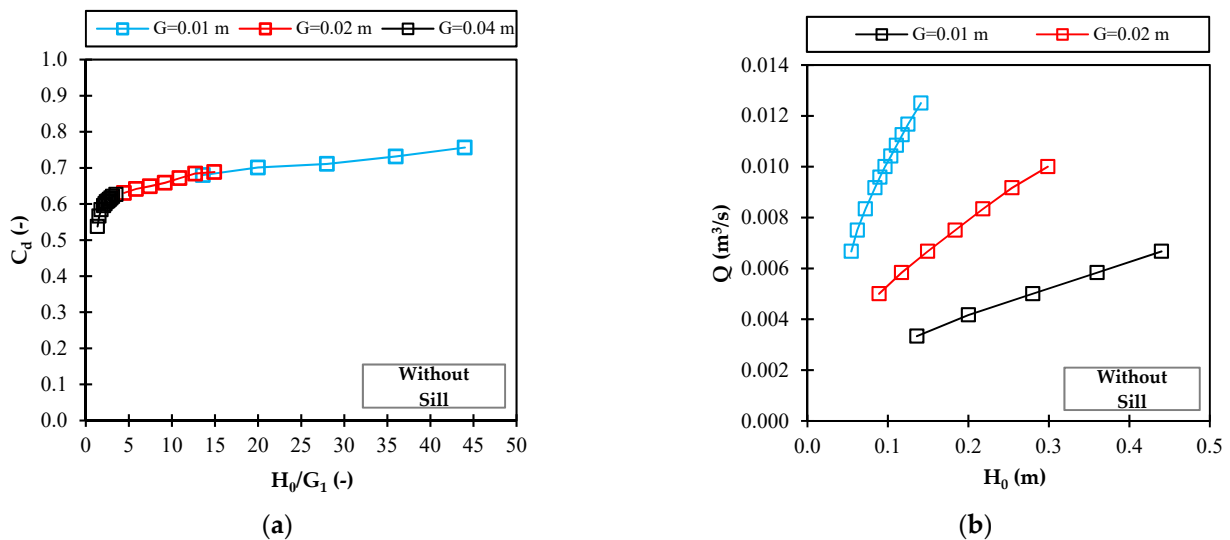 G=0.01 m G=0.02 m G=0.04 m
1.0
0.9
0.8
0.7
0.6
0.5
0.4
0.3
0.2
0.1
0.0
C_d (-)
Without
Sill
0 5 10 15 20 25 30 35 40 45 50
H_0/G_1 (-)
(a)
G=0.01 m G=0.02 m
0.014
0.012
0.010
0.008
0.006
0.004
0.002
0.000
Q (m³/s)
Without
Sill
0.0 0.1 0.2 0.3 0.4 0.5
H_0 (m)
(b)